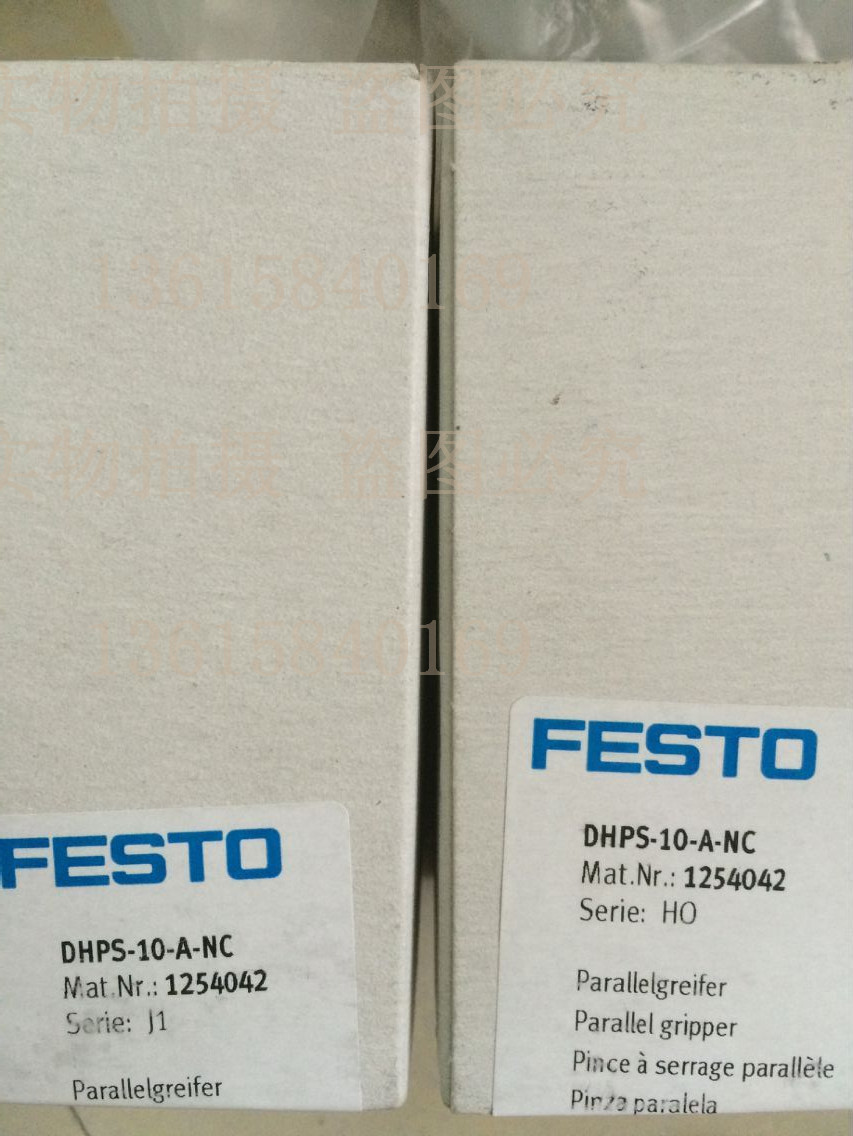 实物拍摄 盗图必究
13615840169
实物拍摄 盗图必究
13615840169
FESTO
DHPS-10-A-NC
Mat.Nr.: 1254042
Serie: J1
Parallelgreifer
FESTO
DHPS-10-A-NC
Mat.Nr.: 1254042
Serie: HO
Parallelgreifer
Parallel gripper
Pince à serrage parallèle
Pinza paralela